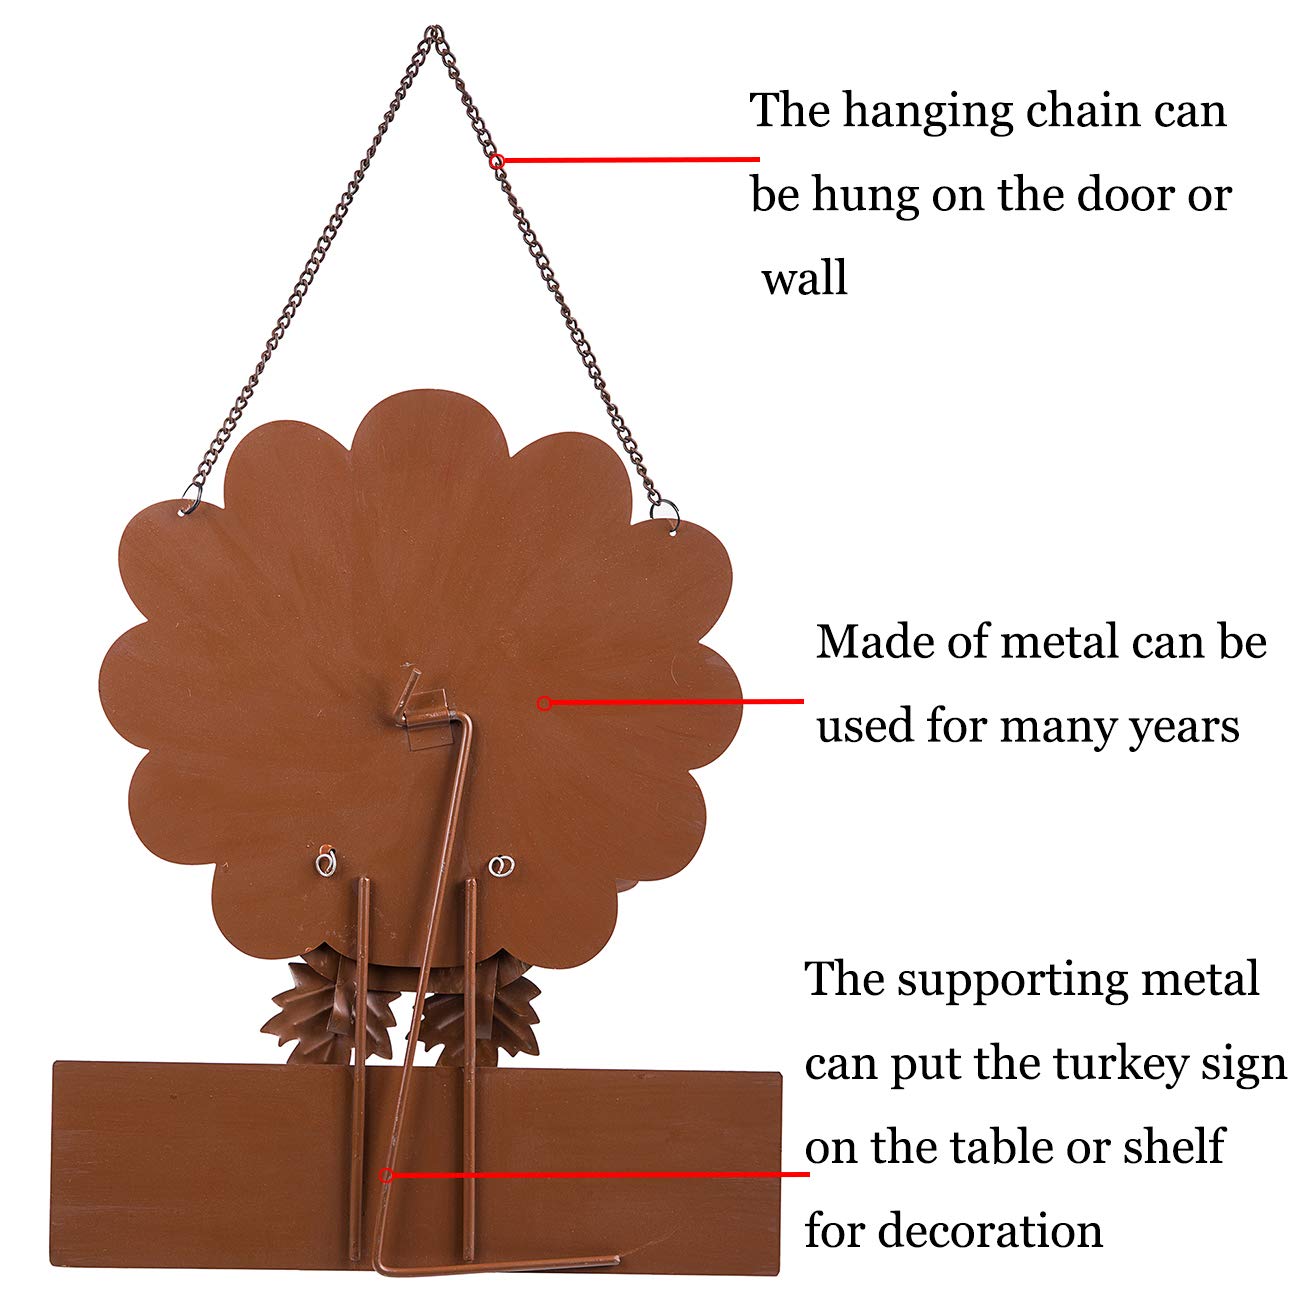 The hanging chain can
be hung on the door or
wall
Made of metal can be
used for many years
The supporting metal
can put the turkey sign
on the table or shelf
for decoration